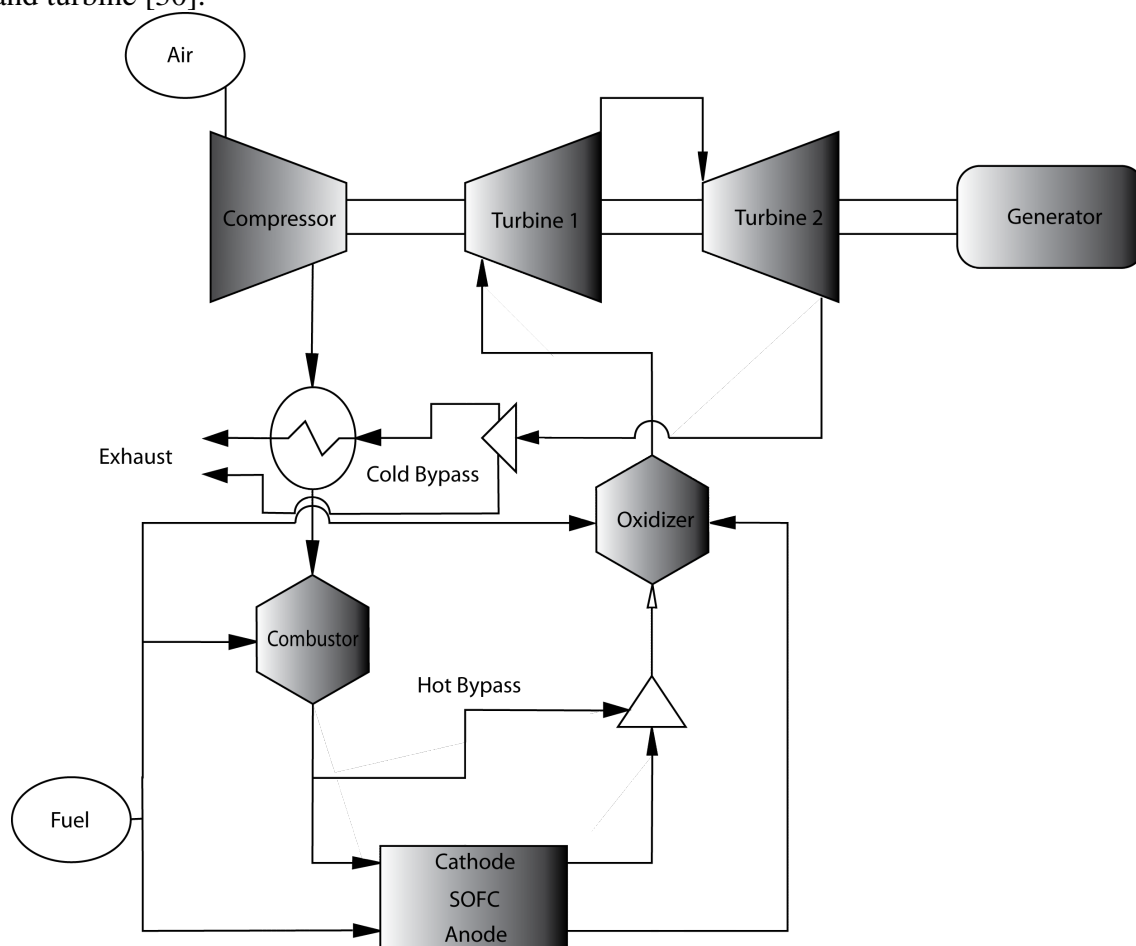 and turbine [50].
Air
Compressor
Turbine 1
Turbine 2
Generator
Exhaust
Cold Bypass
Oxidizer
Combustor
Hot Bypass
Fuel
Cathode
SOFC
Anode